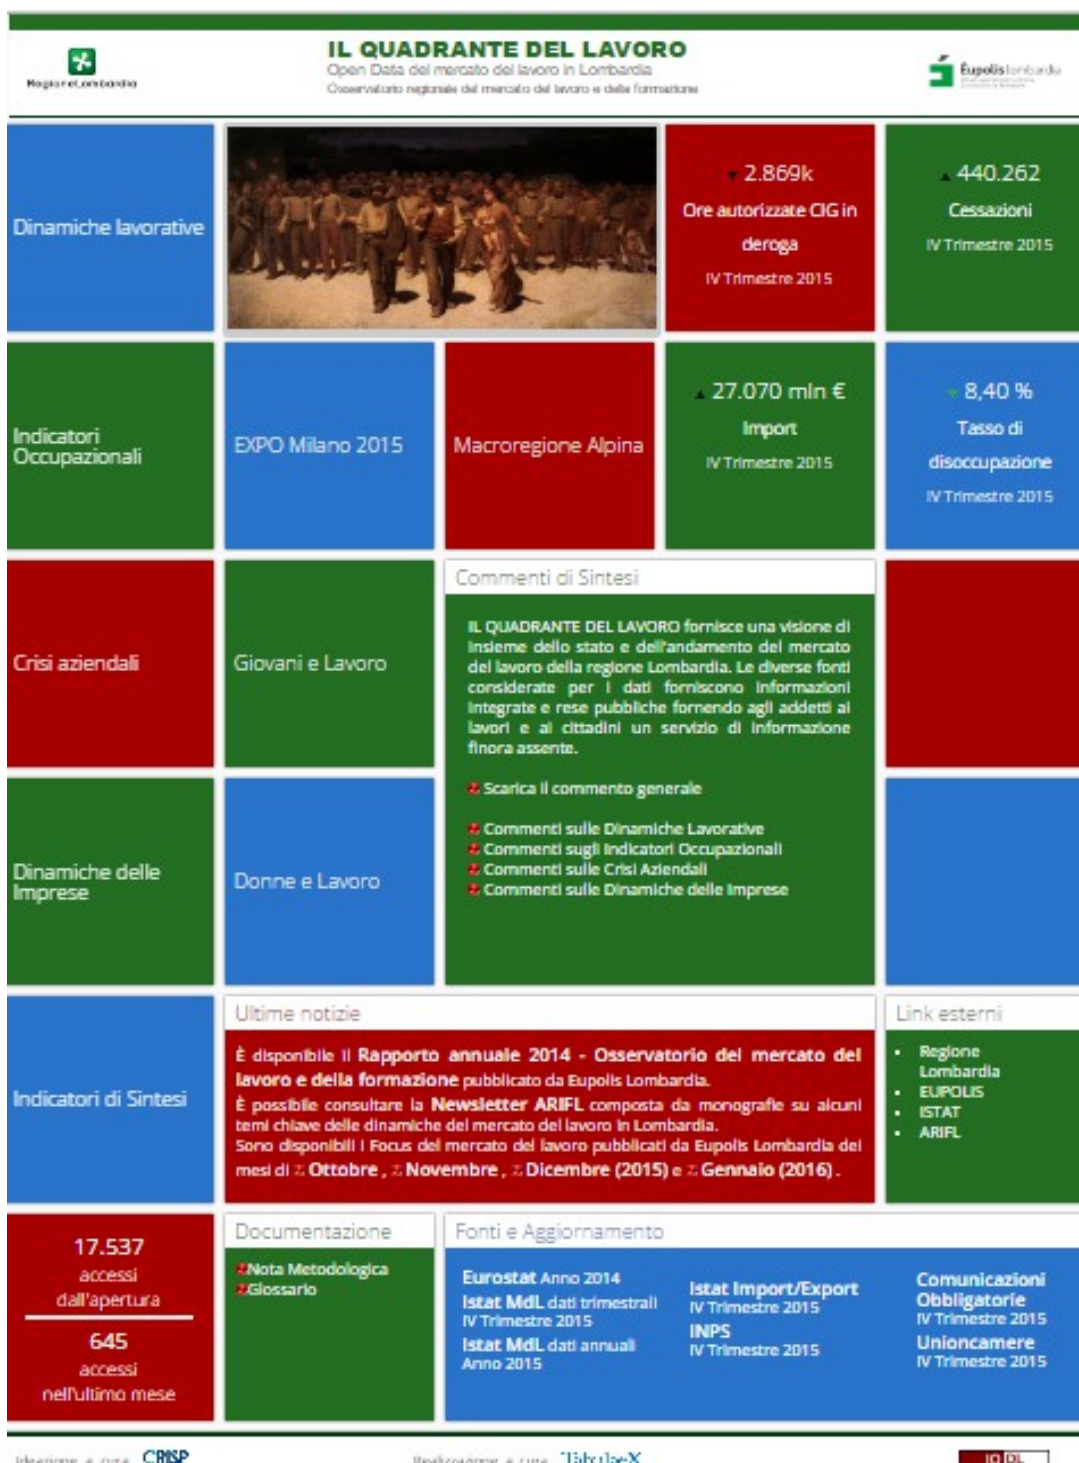 IL QUADRANTE DEL LAVORO
RegioneLombardia
Open Data del mercato del lavoro in Lombardia
Osservatorio regionale del mercato del lavoro e della formazione
Éupolis Lombardia
Dinamiche lavorative
2.869k
Ore autorizzate CIG in
deroga
IV Trimestre 2015
440.262
Cessazioni
IV Trimestre 2015
Indicatori
Occupazionali
EXPO Milano 2015
Macroregione Alpina
27.070 mln €
Import
IV Trimestre 2015
8,40 %
Tasso di
disoccupazione
IV Trimestre 2015
Crisi aziendali
Giovani e Lavoro
Commenti di Sintesi
IL QUADRANTE DEL LAVORO fornisce una visione di
insieme dello stato e dell'andamento del mercato
del lavoro della regione Lombardia. Le diverse fonti
considerate per i dati forniscono informazioni
integrate e rese pubbliche fornendo agli addetti ai
lavori e ai cittadini un servizio di informazione
finora assente.
Scarica il commento generale
Commenti sulle Dinamiche Lavorative
Commenti sugli Indicatori Occupazionali
Commenti sulle Crisi Aziendali
Commenti sulle Dinamiche delle Imprese
Dinamiche delle
Imprese
Donne e Lavoro
Indicatori di Sintesi
Ultime notizie
È disponibile il Rapporto annuale 2014 - Osservatorio del mercato del
lavoro e della formazione pubblicato da Eupolis Lombardia.
È possibile consultare la Newsletter ARIFL composta da monografie su alcuni
temi chiave delle dinamiche del mercato del lavoro in Lombardia.
Sono disponibili i Focus del mercato del lavoro pubblicati da Eupolis Lombardia dei
mesi di Ottobre , Novembre , Dicembre (2015) e Gennaio (2016) .
Link esterni
• Regione
Lombardia
• EUPOLIS
• ISTAT
• ARIFL
17.537
accessi
dall'apertura
645
accessi
nell'ultimo mese
Documentazione
Nota Metodologica
Glossario
Fonti e Aggiornamento
Eurostat Anno 2014
Istat MdL dati trimestrali
IV Trimestre 2015
Istat MdL dati annuali
Anno 2015
Istat Import/Export
IV Trimestre 2015
INPS
IV Trimestre 2015
Comunicazioni
Obbligatorie
IV Trimestre 2015
Unioncamere
IV Trimestre 2015
Ideazione a cura CRISP
Realizzazione a cura TabulaeX
IODL